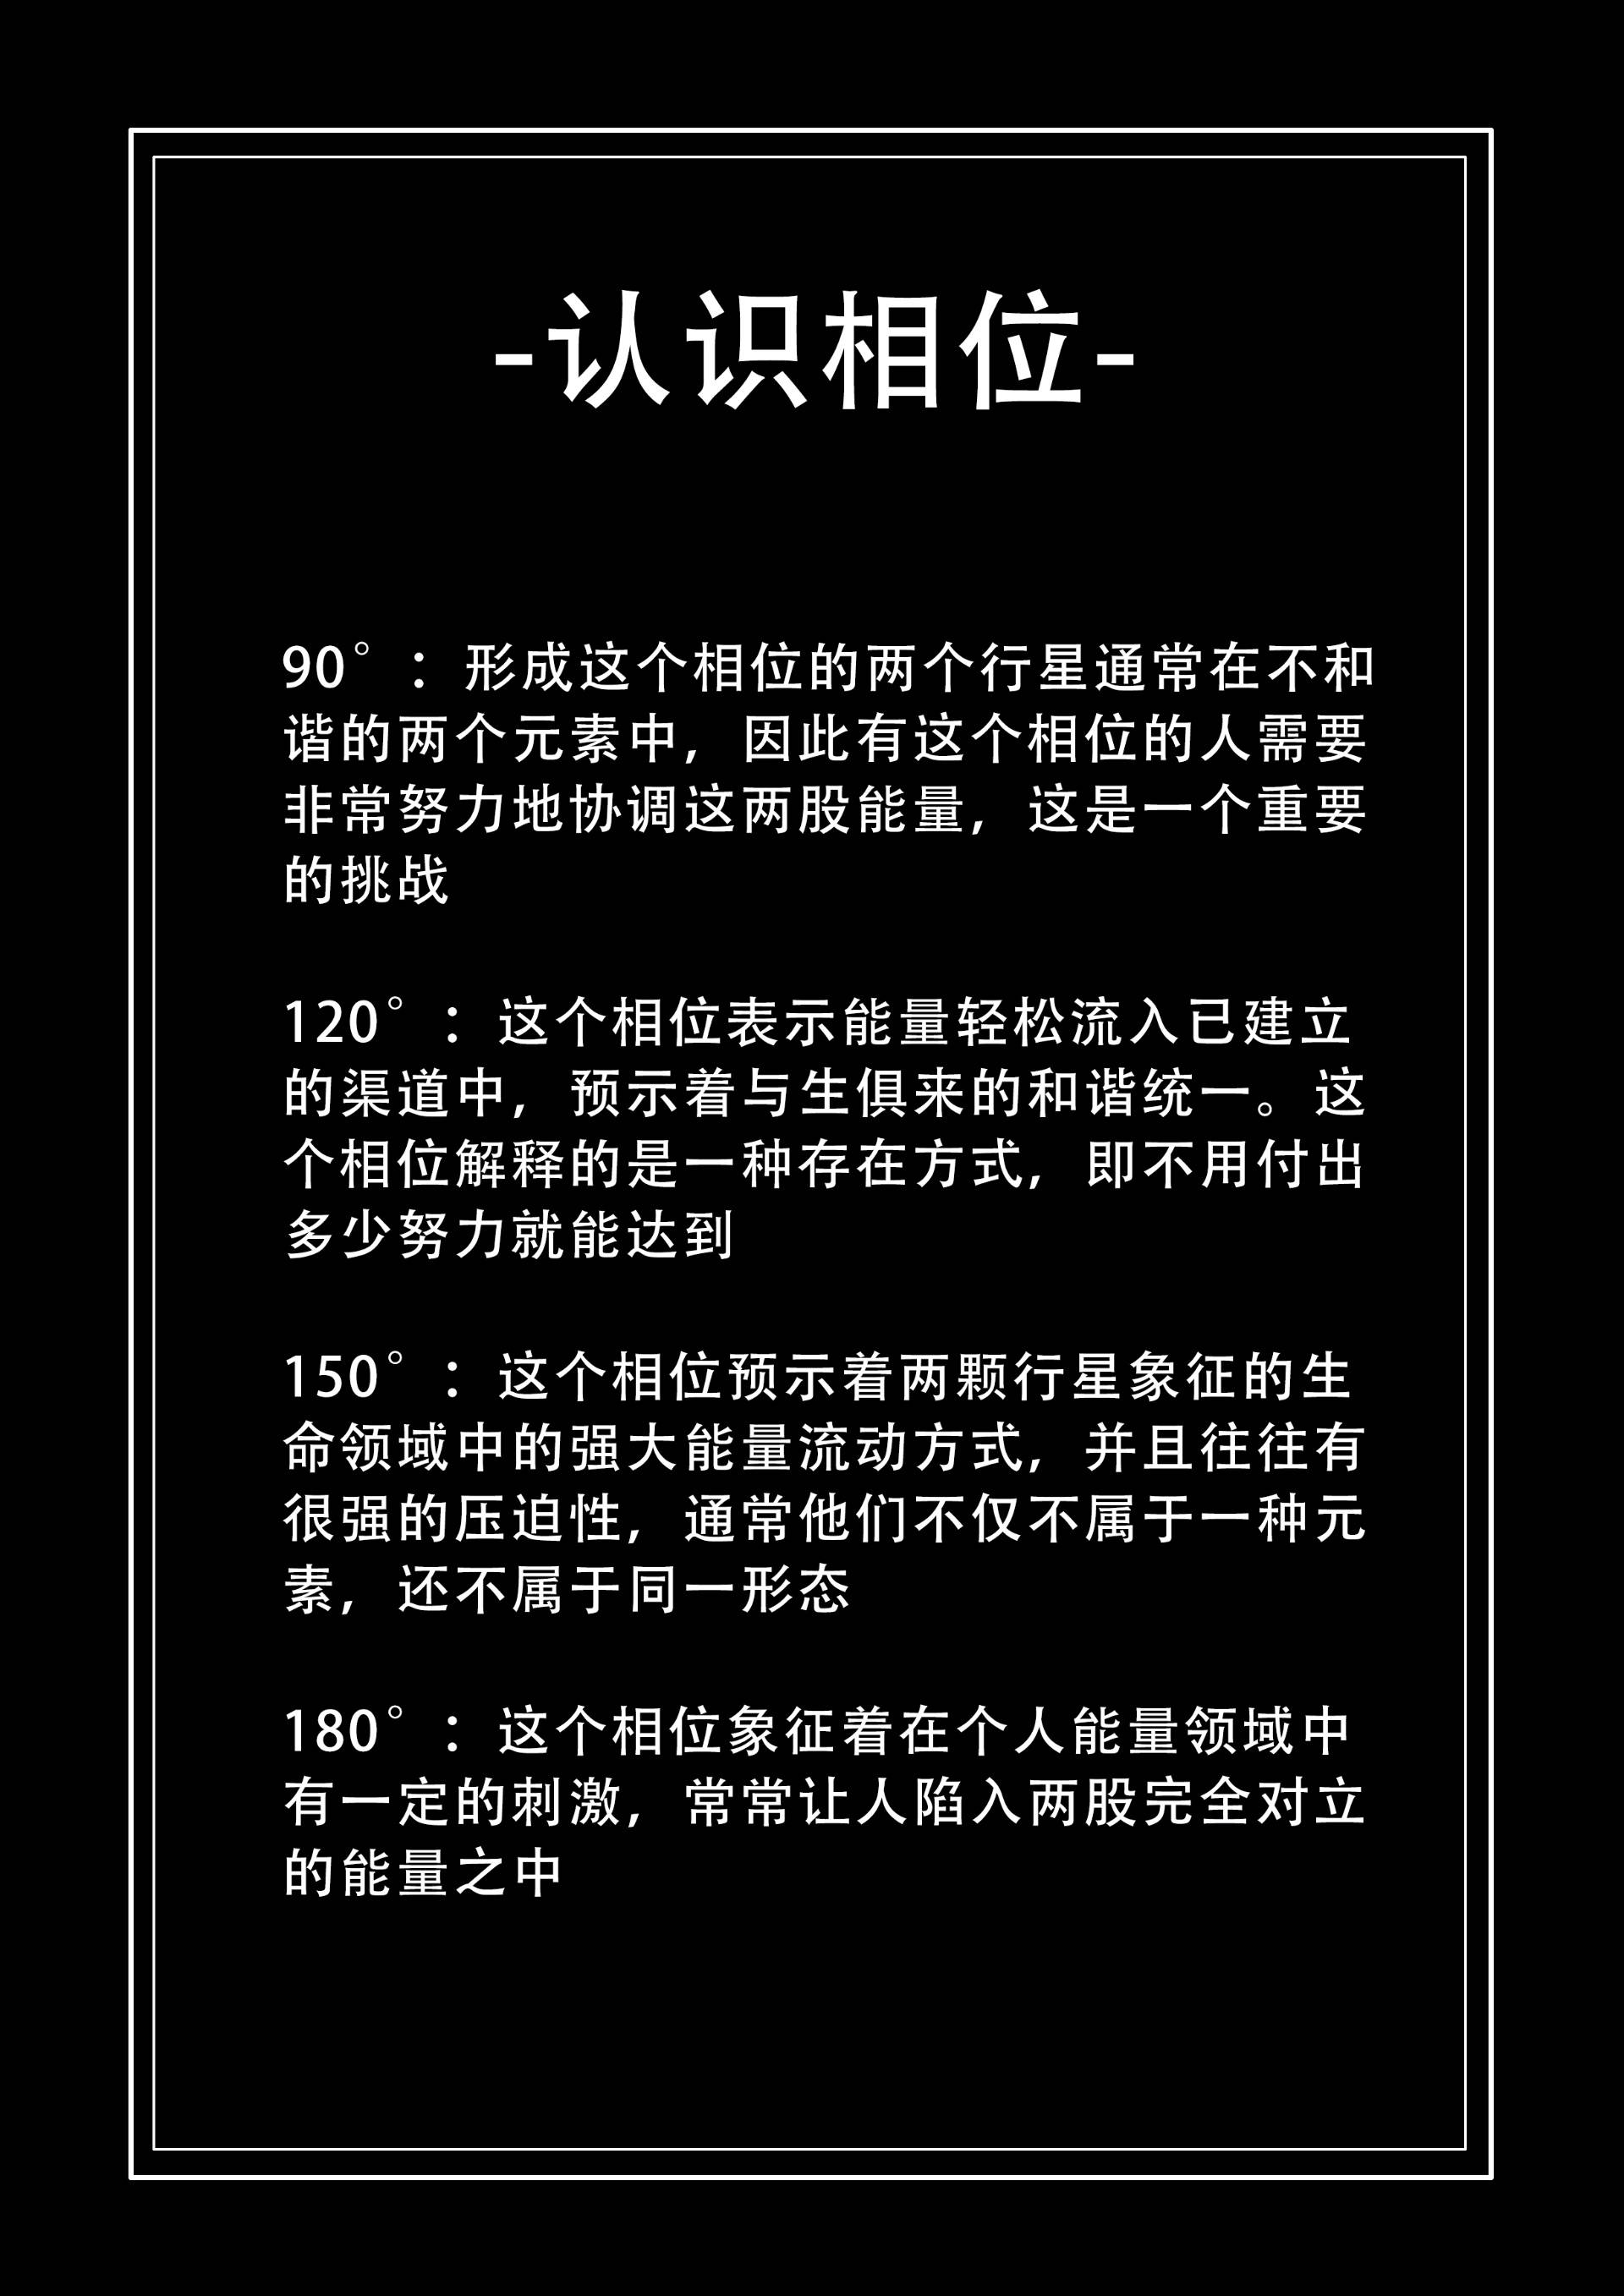 -认识相位-
90°：形成这个相位的两个行星通常在不和
谐的两个元素中，因此有这个相位的人需要
非常努力地协调这两股能量，这是一个重要
的挑战
120°：这个相位表示能量轻松流入已建立
的渠道中，预示着与生俱来的和谐统一。这
个相位解释的是一种存在方式，即不用付出
多少努力就能达到
150°：这个相位预示着两颗行星象征的生
命领域中的强大能量流动方式，并且往往有
很强的压迫性，通常他们不仅不属于一种元
素，还不属于同一形态
180°：这个相位象征着在个人能量领域中
有一定的刺激，常常让人陷入两股完全对立
的能量之中